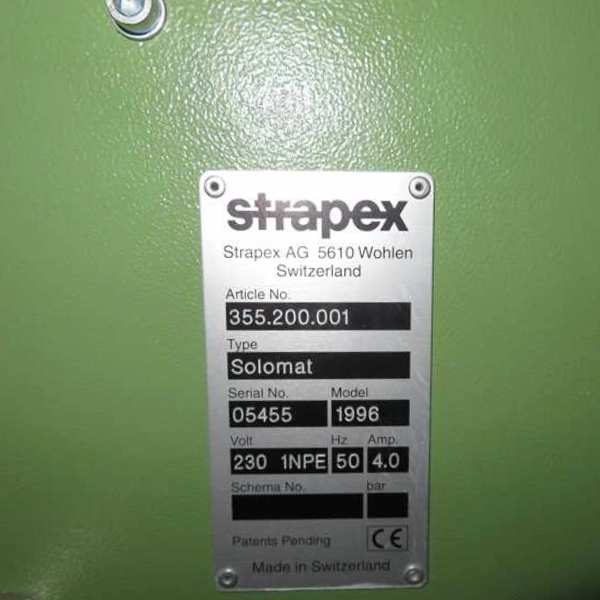 strapex
Strapex AG 5610 Wohlen
Switzerland
Article No.
355.200.001
Type
Solomat
Serial No. Model
05455 1996
Volt Hz Amp.
230 1NPE 50 4.0
Schema No. bar
Patents Pending CE
Made in Switzerland